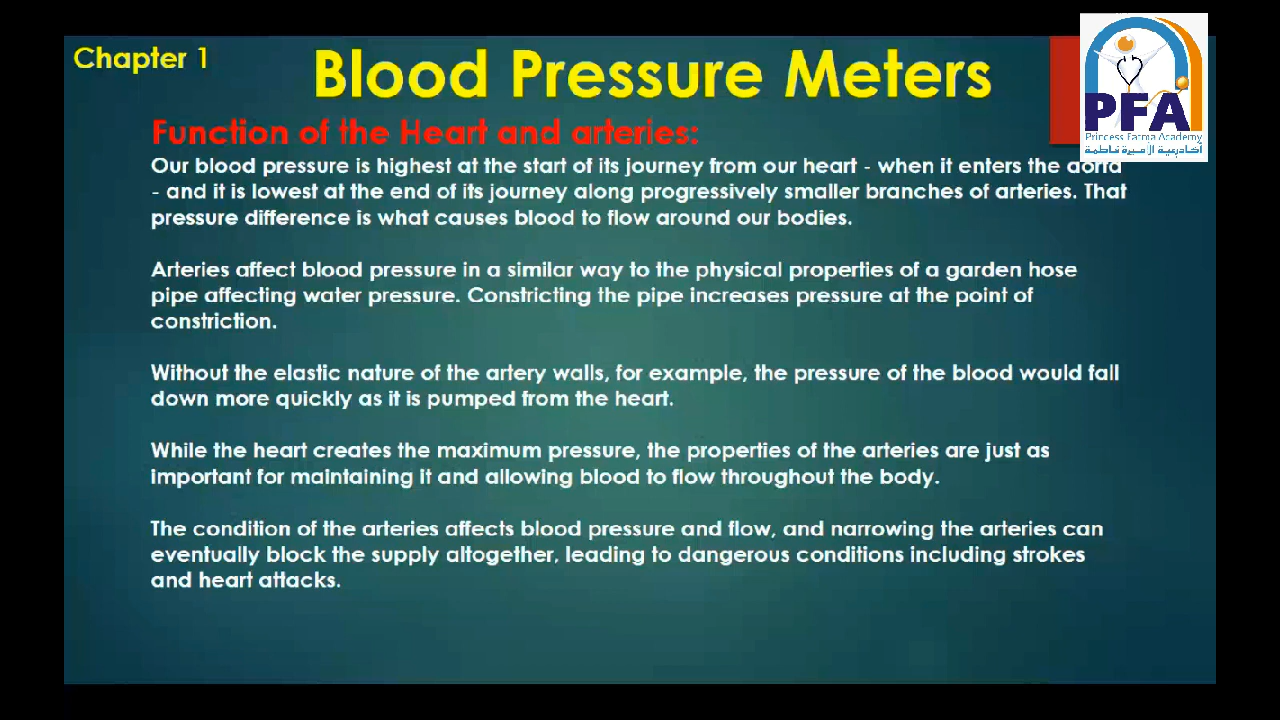 Chapter 1
Blood Pressure Meters
PFA
Princess Fatma Academy
أكاديمية الأميرة فاطمة
Function of the Heart and arteries:
Our blood pressure is highest at the start of its journey from our heart - when it enters the aorta
- and it is lowest at the end of its journey along progressively smaller branches of arteries. That
pressure difference is what causes blood to flow around our bodies.
Arteries affect blood pressure in a similar way to the physical properties of a garden hose
pipe affecting water pressure. Constricting the pipe increases pressure at the point of
constriction.
Without the elastic nature of the artery walls, for example, the pressure of the blood would fall
down more quickly as it is pumped from the heart.
While the heart creates the maximum pressure, the properties of the arteries are just as
important for maintaining it and allowing blood to flow throughout the body.
The condition of the arteries affects blood pressure and flow, and narrowing the arteries can
eventually block the supply altogether, leading to dangerous conditions including strokes
and heart attacks.